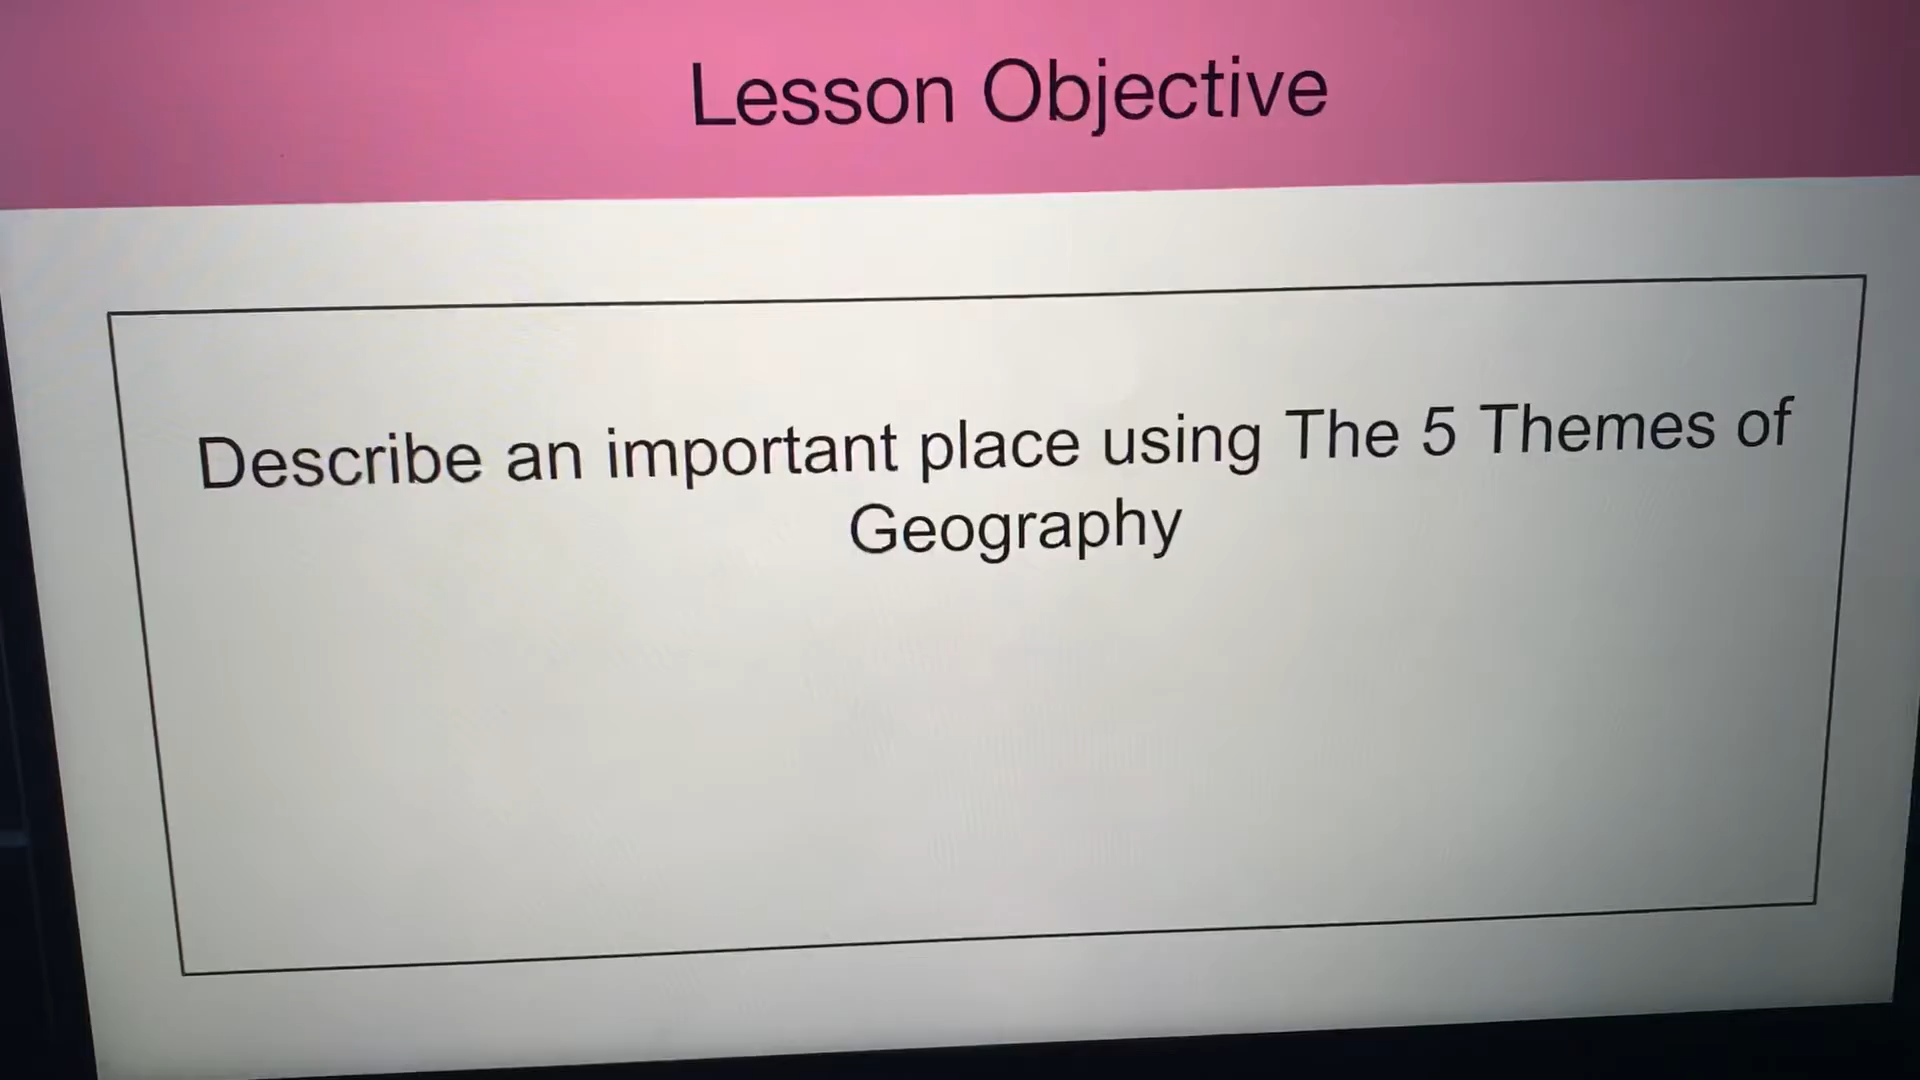 Lesson Objective
Describe an important place using The 5 Themes of
Geography